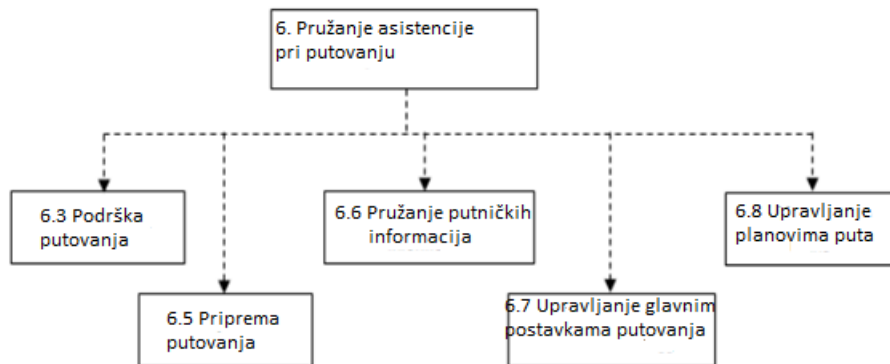 6. Pružanje asistencije
pri putovanju
6.3 Podrška
putovanja
6.6 Pružanje putničkih
informacija
6.8 Upravljanje
planovima puta
6.5 Priprema
putovanja
6.7 Upravljanje glavnim
postavkama putovanja